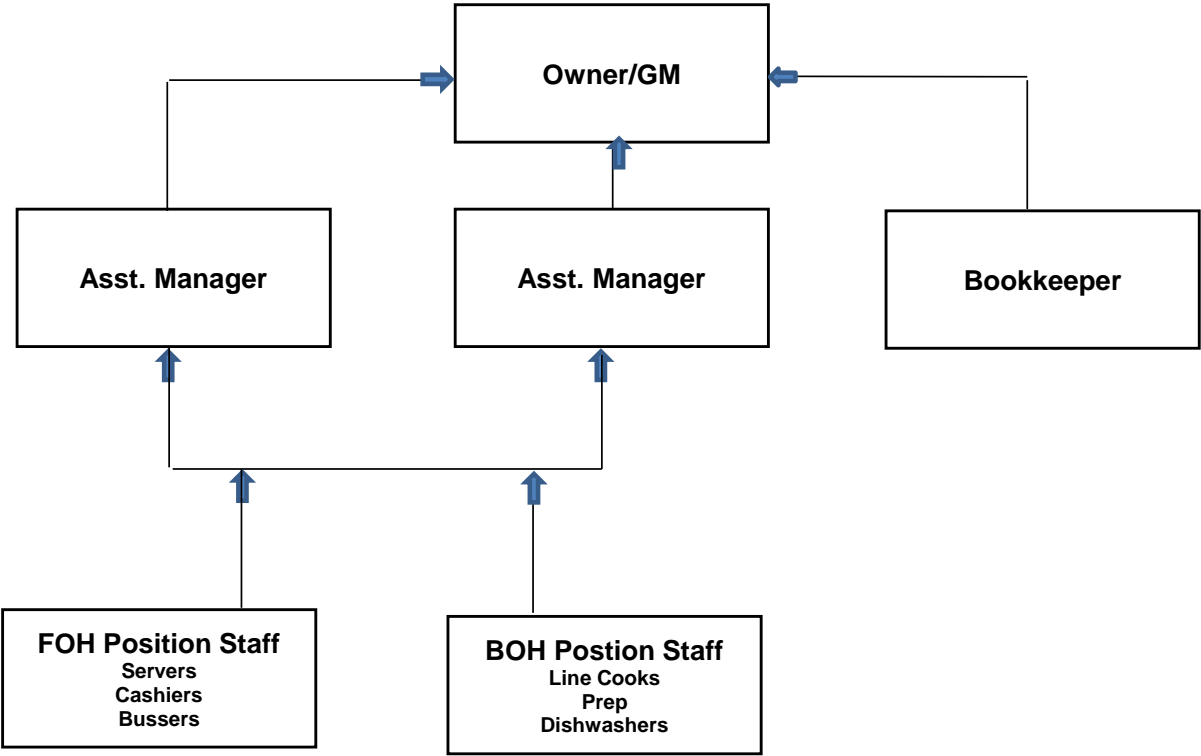 Owner/GM
Asst. Manager
Asst. Manager
Bookkeeper
FOH Position Staff
Servers
Cashiers
Bussers
BOH Postion Staff
Line Cooks
Prep
Dishwashers